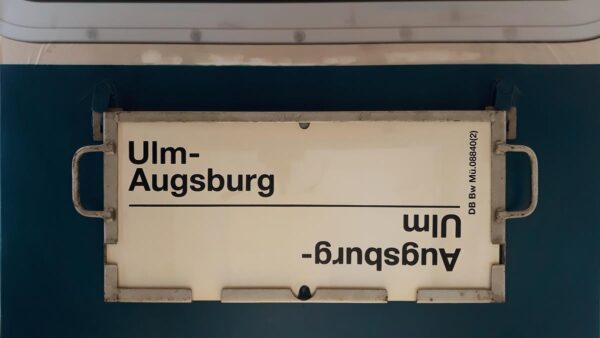 Ulm-
Augsburg
Augsburg-
Ulm
DB Bw Mü.08840(2)